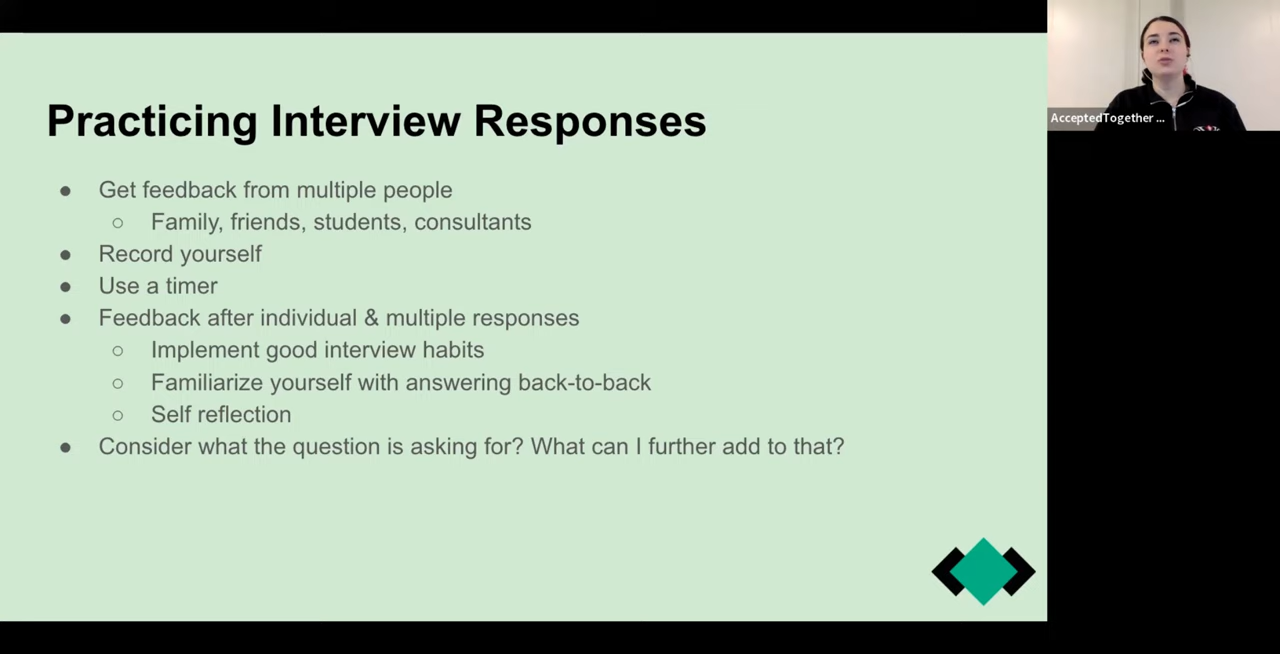 Practicing Interview Responses
● Get feedback from multiple people
○ Family, friends, students, consultants
● Record yourself
● Use a timer
● Feedback after individual & multiple responses
○ Implement good interview habits
○ Familiarize yourself with answering back-to-back
○ Self reflection
● Consider what the question is asking for? What can I further add to that?
AcceptedTogether ...